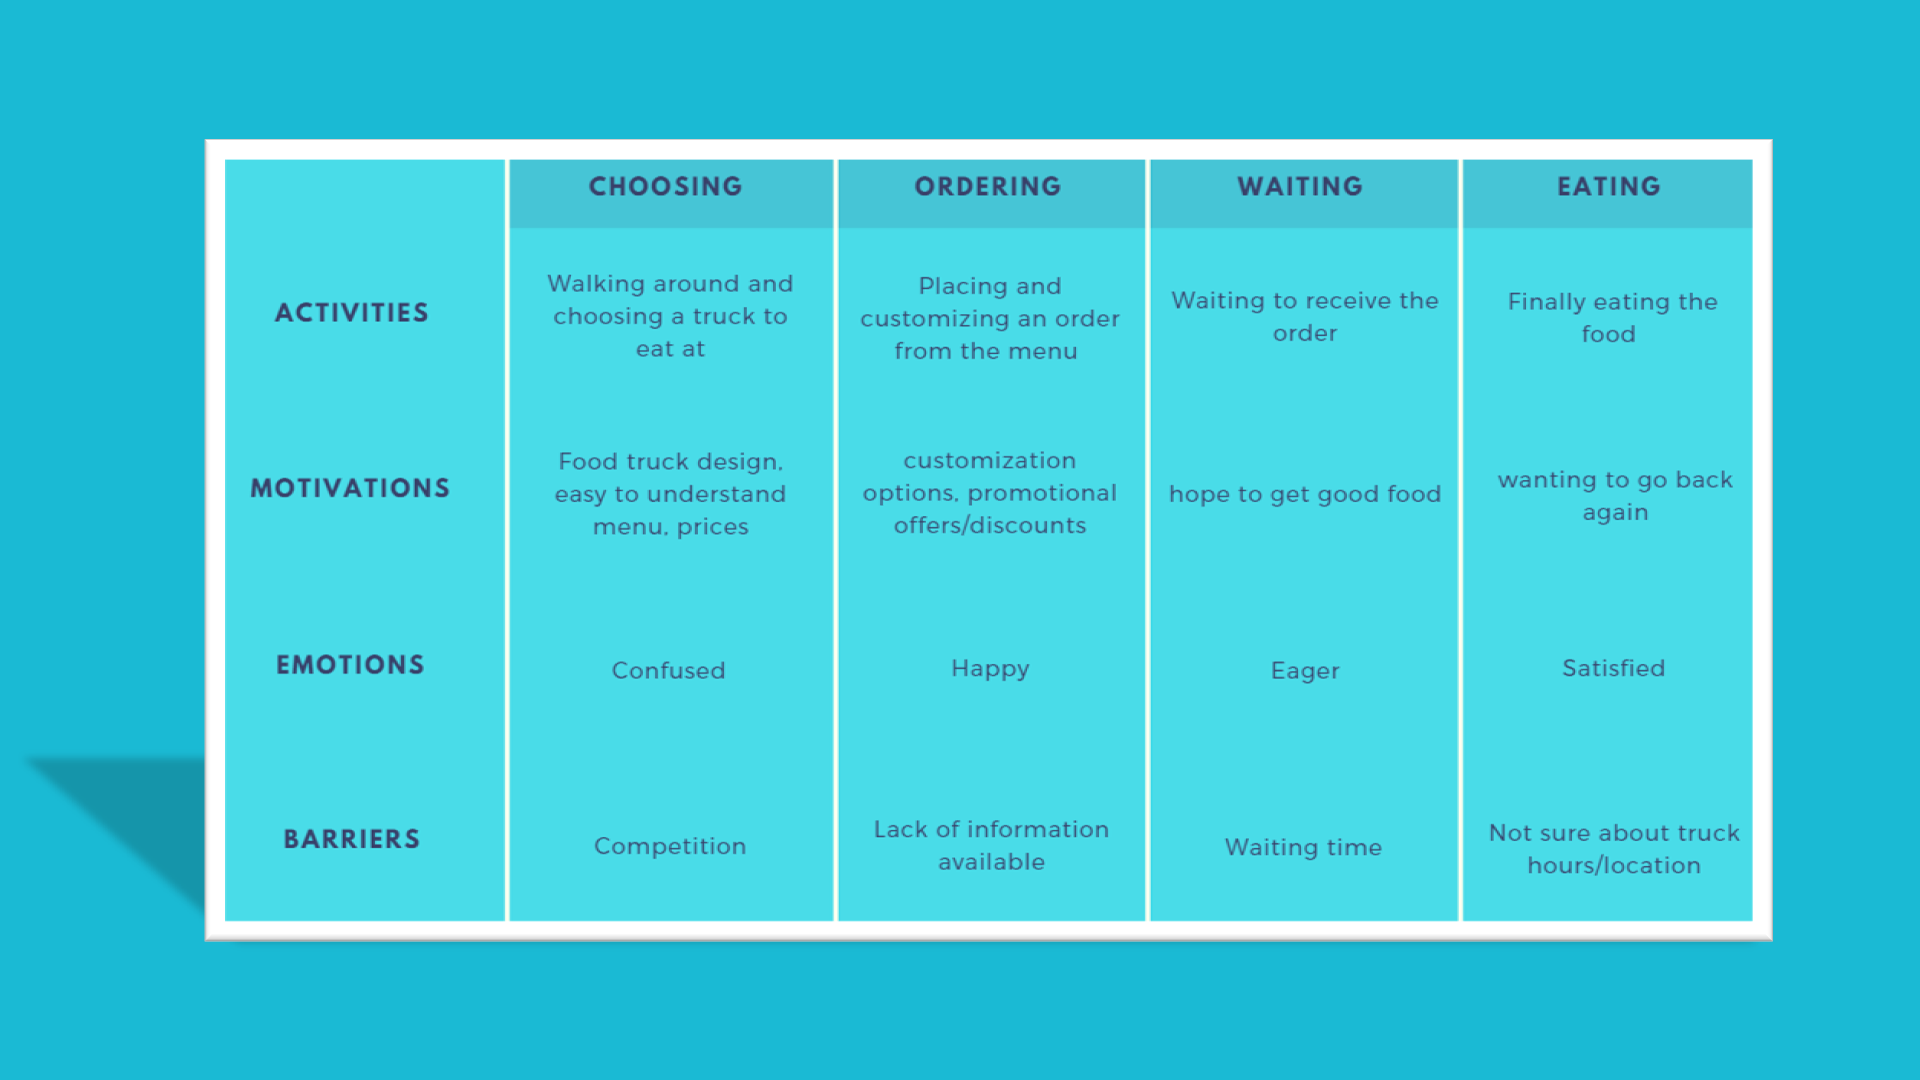 CHOOSING
ORDERING
WAITING
EATING
ACTIVITIES
Walking around and
choosing a truck to
eat at
Placing and
customizing an order
from the menu
Waiting to receive the
order
Finally eating the
food
MOTIVATIONS
Food truck design,
easy to understand
menu, prices
customization
options, promotional
offers/discounts
hope to get good food
wanting to go back
again
EMOTIONS
Confused
Happy
Eager
Satisfied
BARRIERS
Competition
Lack of information
available
Waiting time
Not sure about truck
hours/location